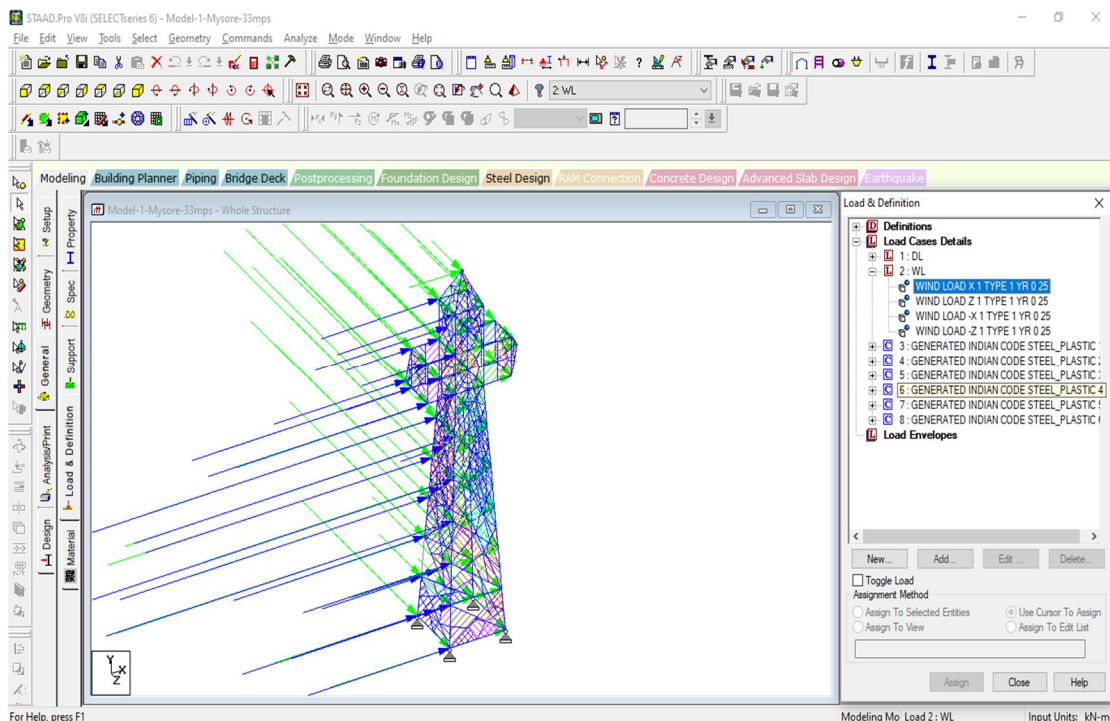 STAAD.Pro V8i (SELECTseries 6) - Model-1-Mysore-33mps
File Edit View Tools Select Geometry Commands Analyze Mode Window Help
2: WL
Modeling Building Planner Piping Bridge Deck Postprocessing Foundation Design Steel Design RAM Connection Concrete Design Advanced Slab Design Earthquake
Setup
Geometry
General
Analysis/Print
Design
Property
Spec
Support
Load & Definition
Material
Model-1-Mysore-33mps - Whole Structure
Y
X
Z
Load & Definition
Definitions
Load Cases Details
1 : DL
2 : WL
WIND LOAD X 1 TYPE 1 YR 0 25
WIND LOAD Z 1 TYPE 1 YR 0 25
WIND LOAD -X 1 TYPE 1 YR 0 25
WIND LOAD -Z 1 TYPE 1 YR 0 25
3 : GENERATED INDIAN CODE STEEL_PLASTIC
4 : GENERATED INDIAN CODE STEEL_PLASTIC
5 : GENERATED INDIAN CODE STEEL_PLASTIC
6 : GENERATED INDIAN CODE STEEL_PLASTIC 4
7 : GENERATED INDIAN CODE STEEL_PLASTIC
8 : GENERATED INDIAN CODE STEEL_PLASTIC
Load Envelopes
New... Add... Edit ... Delete...
Toggle Load
Assignment Method
Assign To Selected Entities Use Cursor To Assign
Assign To View Assign To Edit List
Assign Close Help
For Help, press F1 Modeling Mo Load 2 : WL Input Units: kN-m